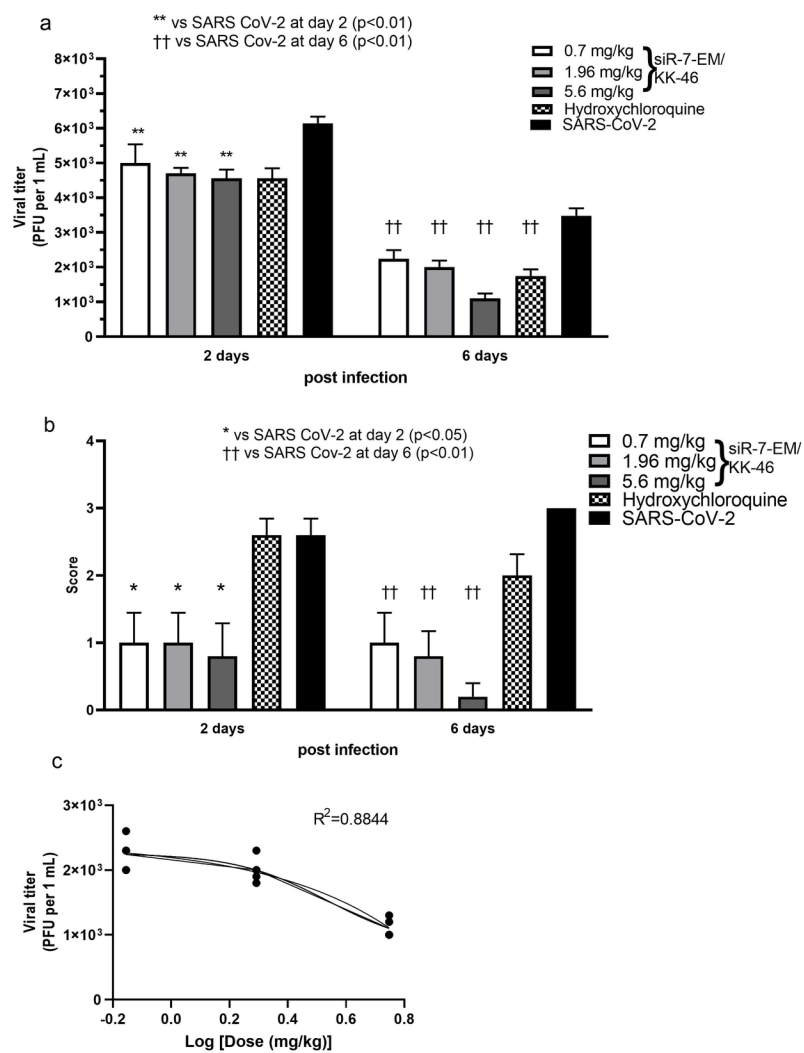 a
** vs SARS CoV-2 at day 2 (p<0.01)
†† vs SARS Cov-2 at day 6 (p<0.01)
0.7 mg/kg
1.96 mg/kg
5.6 mg/kg
siR-7-EM/
KK-46
Hydroxychloroquine
SARS-CoV-2
Viral titer
(PFU per 1 mL)
8×10³
7×10³
6×10³
5×10³
4×10³
3×10³
2×10³
1×10³
0
** ** **
†† †† †† ††
2 days 6 days
post infection
b
* vs SARS CoV-2 at day 2 (p<0.05)
†† vs SARS Cov-2 at day 6 (p<0.01)
0.7 mg/kg
1.96 mg/kg
5.6 mg/kg
siR-7-EM/
KK-46
Hydroxychloroquine
SARS-CoV-2
Score
4
3
2
1
0
* * *
†† †† ††
2 days 6 days
post infection
c
R²=0.8844
Viral titer
(PFU per 1 mL)
3×10³
2×10³
1×10³
0
-0.2 0.0 0.2 0.4 0.6 0.8
Log [Dose (mg/kg)]